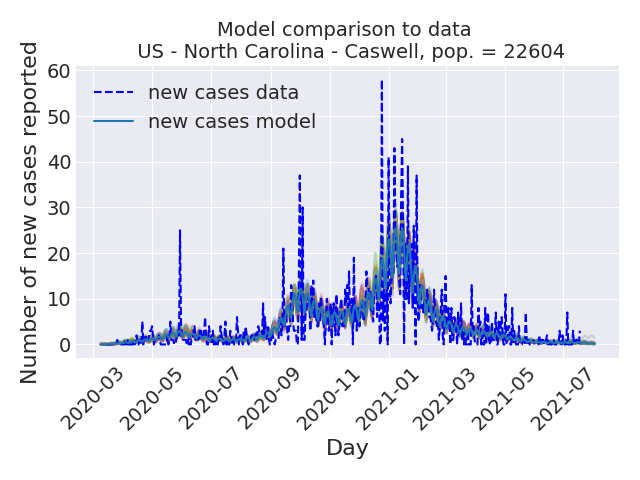 Model comparison to data
US - North Carolina - Caswell, pop. = 22604
Number of new cases reported
60
50
40
30
20
10
0
new cases data
new cases model
2020-03
2020-05
2020-07
2020-09
2020-11
2021-01
2021-03
2021-05
2021-07
Day